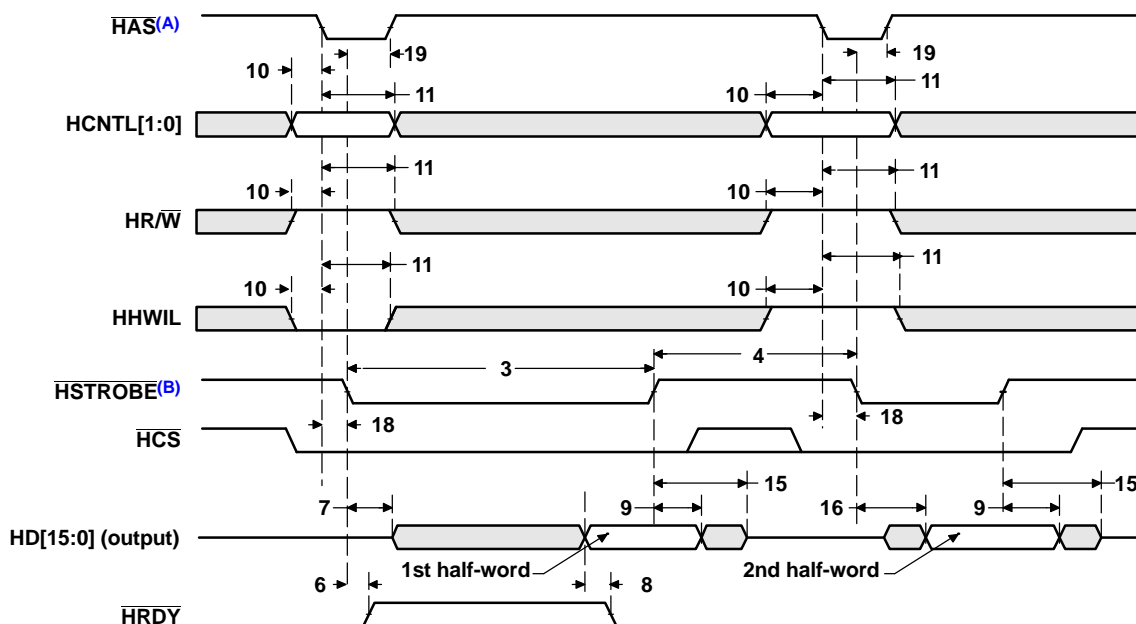 HAS(A)
19
19
10
11
10
11
HCNTL[1:0]
11
11
10
10
HR/W
11
11
10
10
HHWIL
3
4
HSTROBE(B)
18
18
HCS
15
15
7
9
16
9
HD[15:0] (output)
1st half-word
2nd half-word
6
8
HRDY